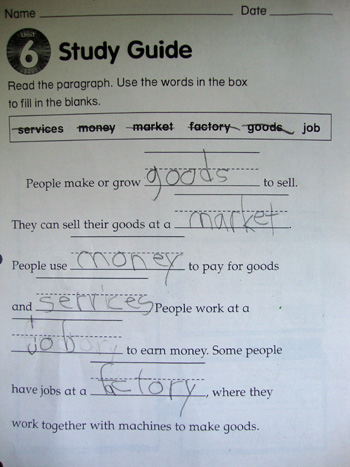 Name Date
Unit
6 Study Guide
Read the paragraph. Use the words in the box
to fill in the blanks.
services money market factory goods job
People make or grow goods to sell.
They can sell their goods at a market.
People use money to pay for goods
and services. People work at a
job to earn money. Some people
have jobs at a fctory, where they
work together with machines to make goods.